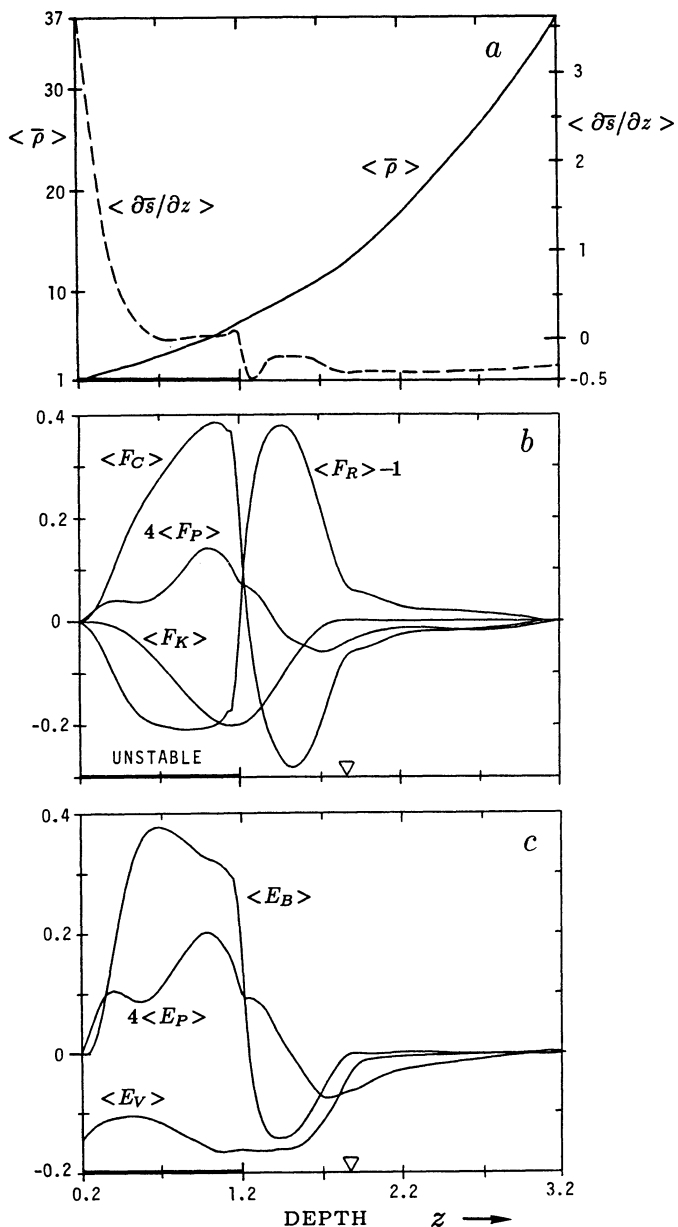 37
30
20
10
1
< ρ̄ >
< ∂s̄/∂z >
< ρ̄ >
a
3
2
1
0
-0.5
< ∂s̄/∂z >
0.4
0.2
0
-0.2
<F_C>
4<F_P>
<F_K>
<F_R>-1
b
UNSTABLE
0.4
0.2
0
-0.2
c
<E_B>
4<E_P>
<E_V>
0.2 1.2 2.2 3.2
DEPTH z